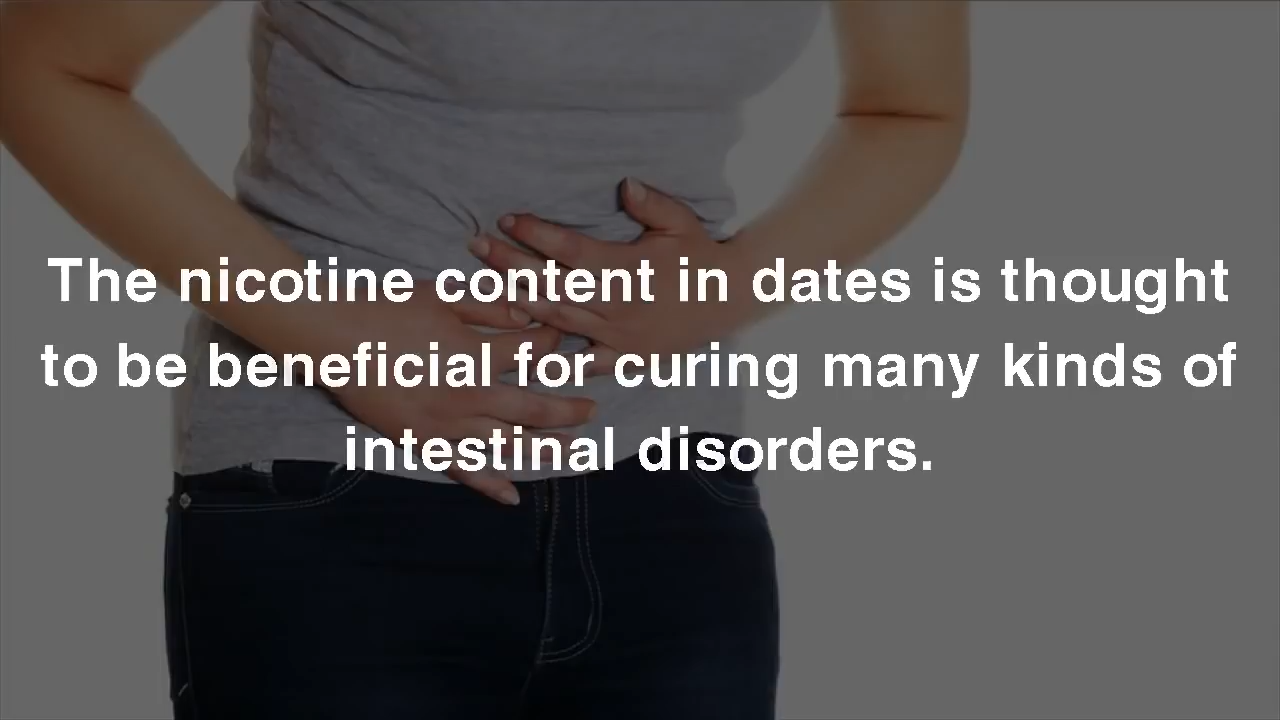 The nicotine content in dates is thought
to be beneficial for curing many kinds of
intestinal disorders.